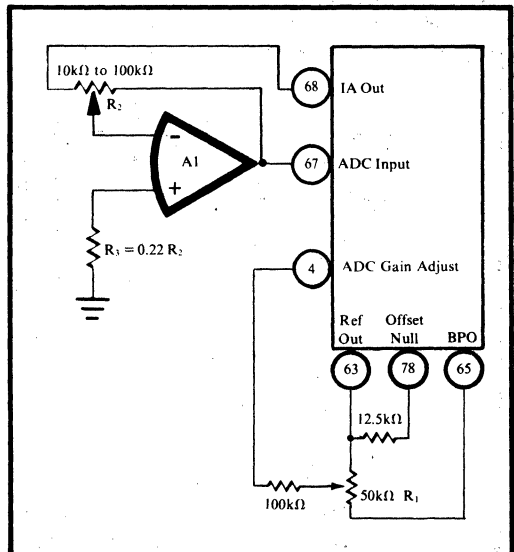 10kΩ to 100kΩ
R₂
A1
−
+
R₃ = 0.22 R₂
68
IA Out
67
ADC Input
4
ADC Gain Adjust
Ref Out
Offset Null
BPO
63
78
65
12.5kΩ
100kΩ
50kΩ R₁